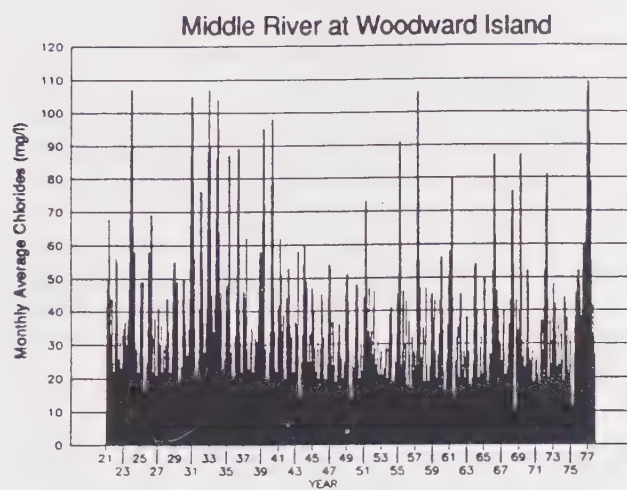 Middle River at Woodward Island
Monthly Average Chlorides (mg/l)
120
110
100
90
80
70
60
50
40
30
20
10
0
21 25 27 29 33 37 41 45 49 53 57 61 65 69 73 77
23 27 31 35 39 43 47 51 55 59 63 67 71 75
YEAR